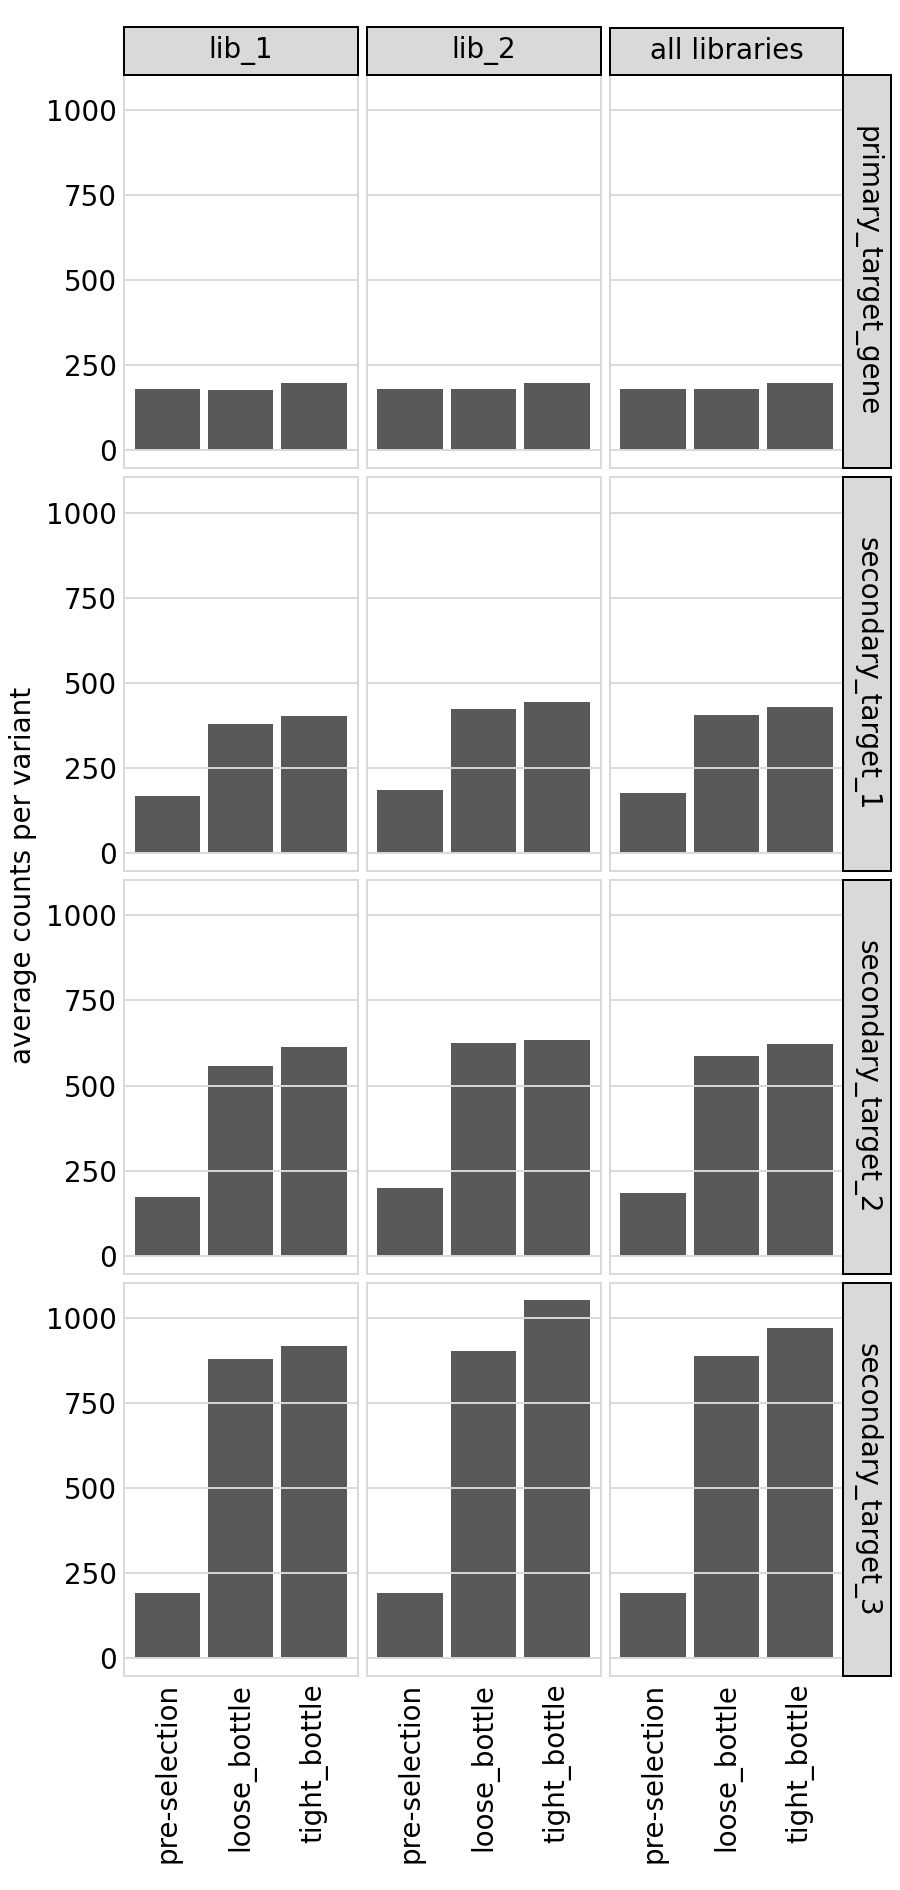 lib_1
lib_2
all libraries
1000
750
500
250
0
primary_target_gene
1000
750
500
250
0
secondary_target_1
average counts per variant
1000
750
500
250
0
secondary_target_2
1000
750
500
250
0
secondary_target_3
pre-selection
loose_bottle
tight_bottle
pre-selection
loose_bottle
tight_bottle
pre-selection
loose_bottle
tight_bottle